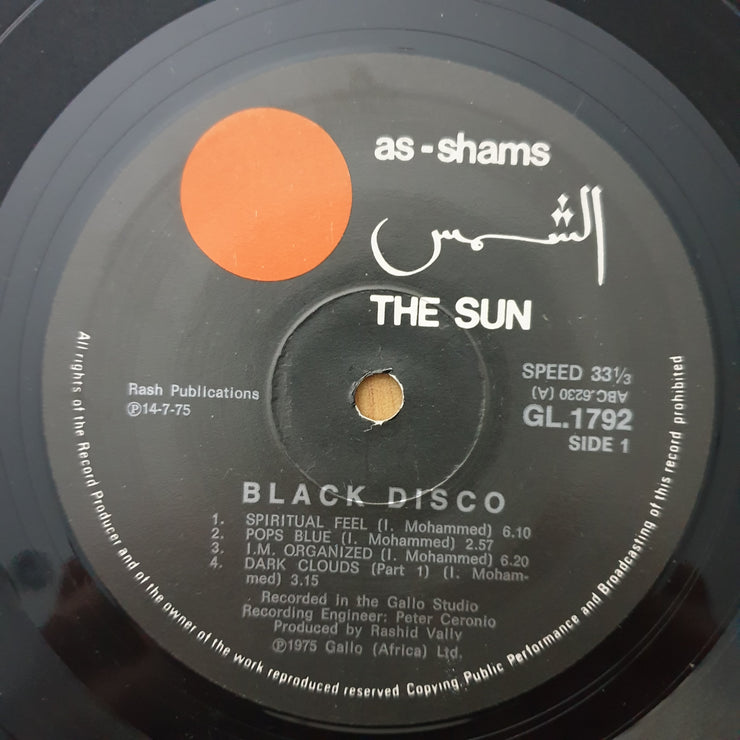 as-shams
الشمس
THE SUN
Rash Publications
℗14-7-75
SPEED 33⅓
ABC.6230 (A)
GL.1792
SIDE 1
BLACK DISCO
1. SPIRITUAL FEEL (I. Mohammed) 6.10
2. POPS BLUE (I. Mohammed) 2.57
3. I.M. ORGANIZED (I. Mohammed) 6.20
4. DARK CLOUDS (Part 1) (I. Moham-
med) 3.15
Recorded in the Gallo Studio
Recording Engineer: Peter Ceronio
Produced by Rashid Vally
℗1975 Gallo (Africa) Ltd.
All rights of the Record Producer and of the owner of the work reproduced reserved Copying Public Performance and Broadcasting of this record prohibited